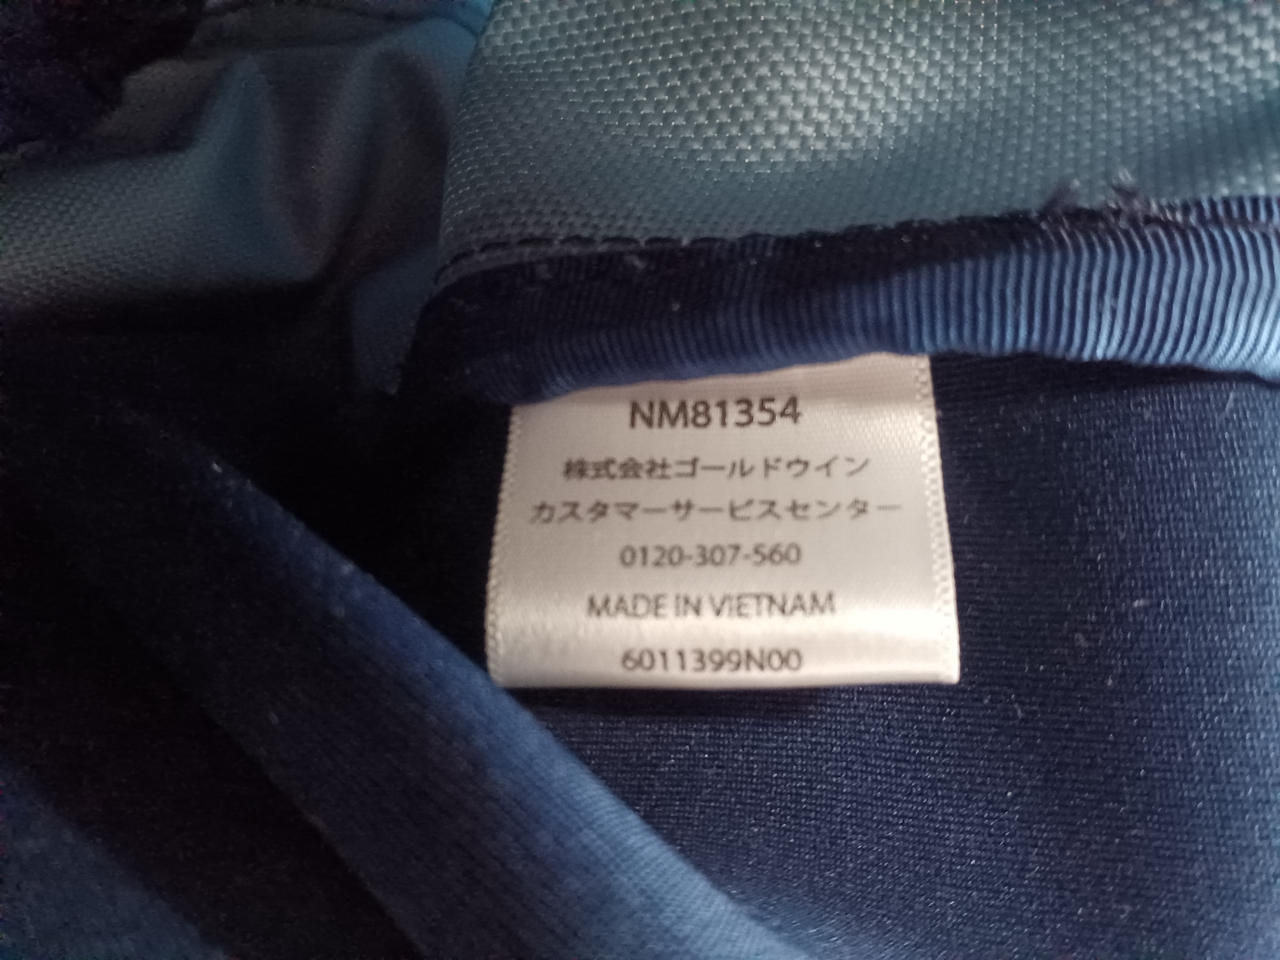 NM81354
株式会社ゴールドウイン
カスタマーサービスセンター
0120-307-560
MADE IN VIETNAM
6011399N00